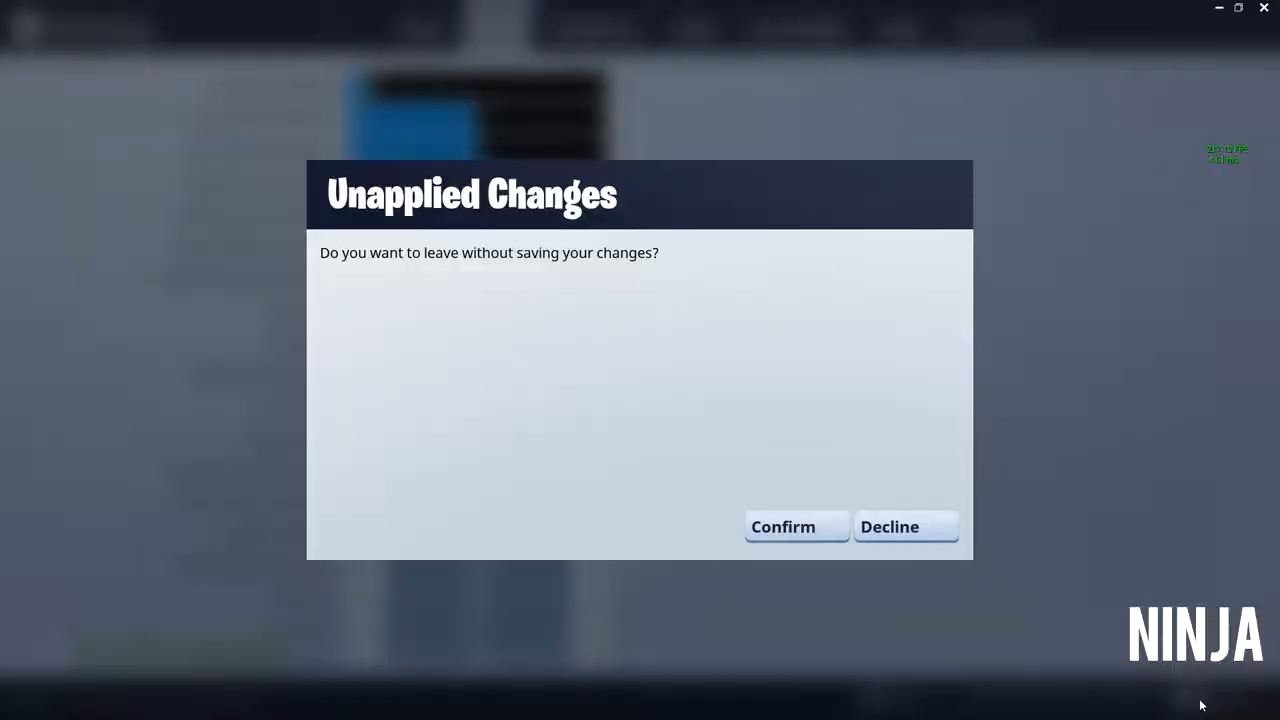 Unapplied Changes
Do you want to leave without saving your changes?
Confirm
Decline
NINJA